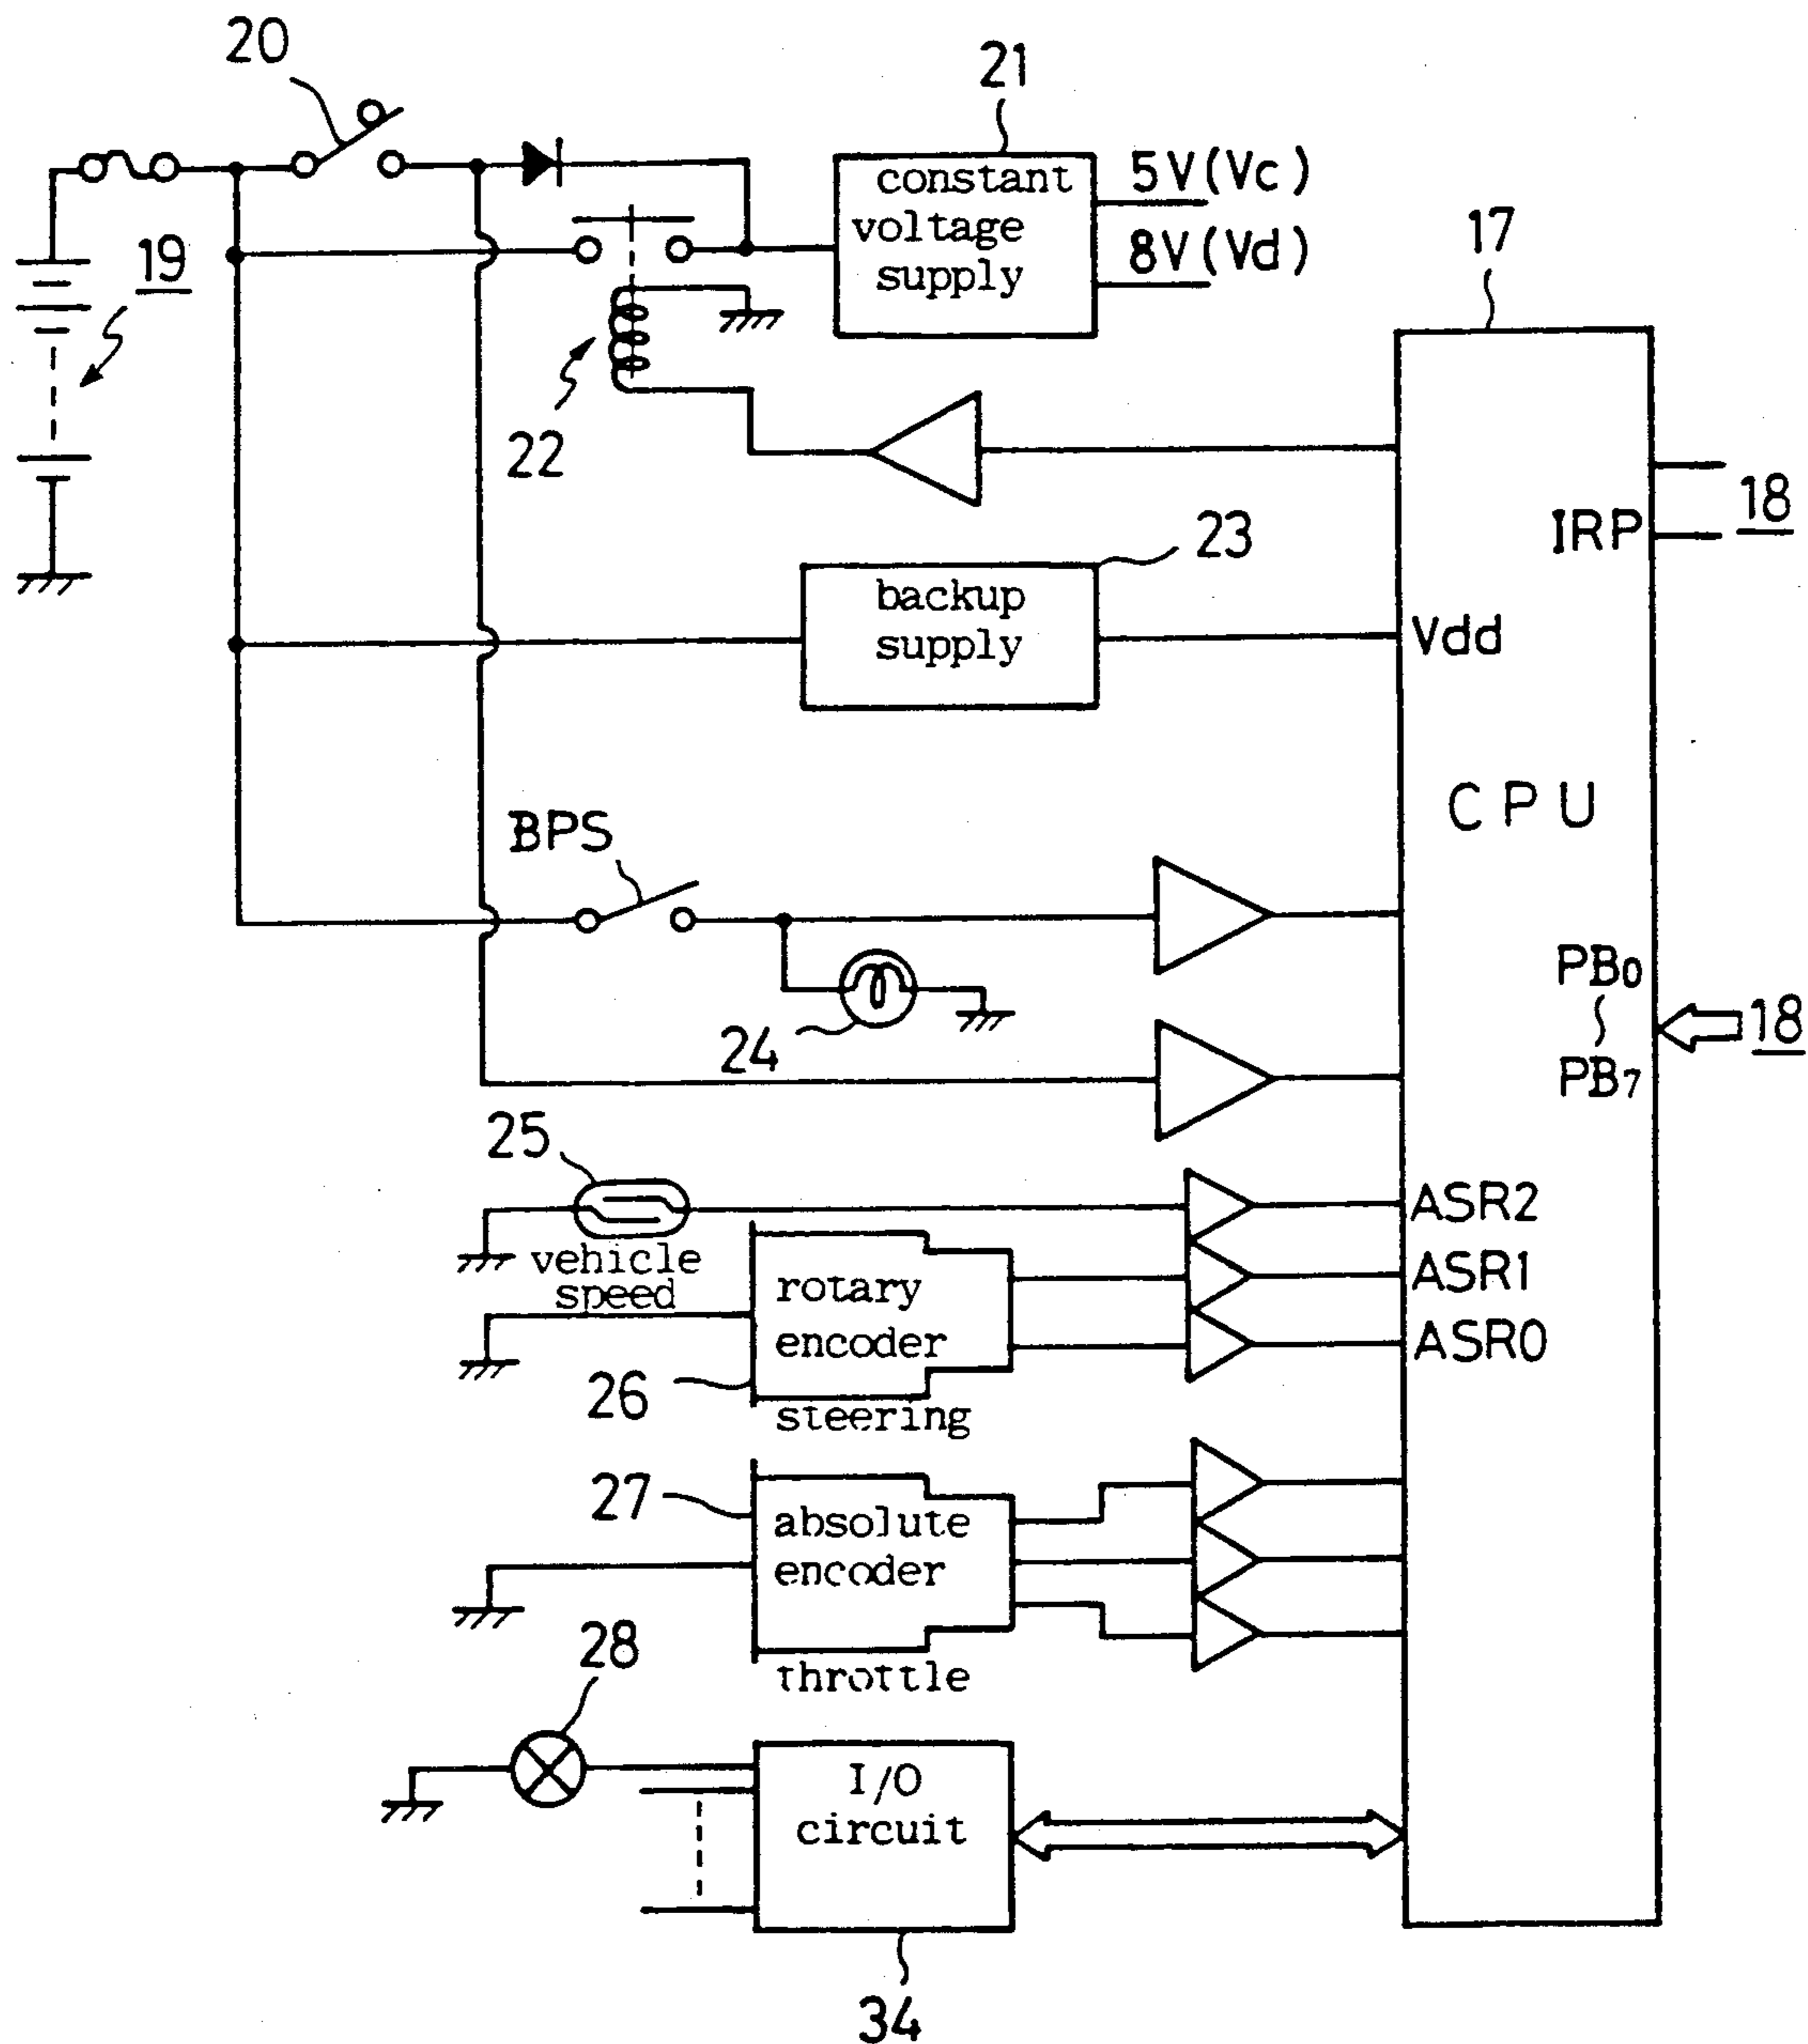 20
21
constant
voltage
supply
5V(Vc)
8V(Vd)
19
17
22
18
IRP
23
backup
supply
Vdd
CPU
BPS
24
PB0
PB7
18
25
vehicle
speed
ASR2
rotary
encoder
ASR1
ASR0
26
steering
27
absolute
encoder
throttle
28
I/O
circuit
34